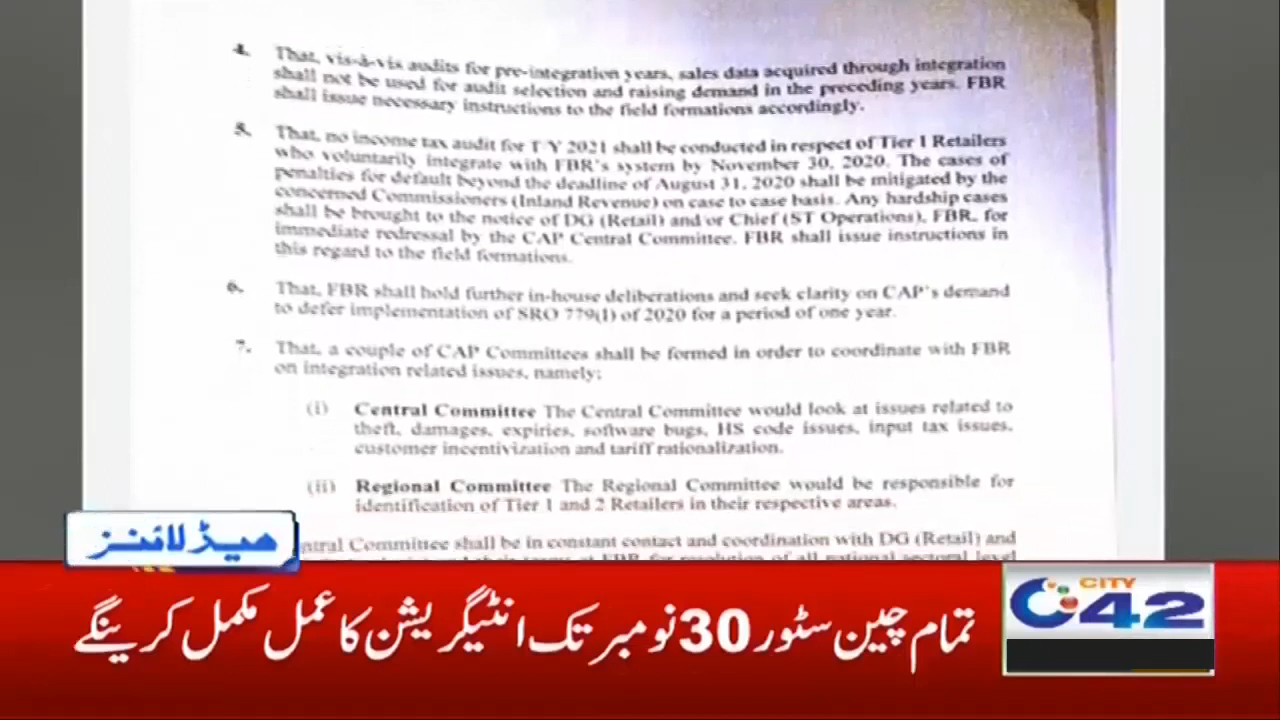 4. That, vis-à-vis audits for pre-integration years, sales data acquired through integration
shall not be used for audit selection and raising demand in the preceding years. FBR
shall issue necessary instructions to the field formations accordingly.
5. That, no income tax audit for T Y 2021 shall be conducted in respect of Tier 1 Retailers
who voluntarily integrate with FBR's system by November 30, 2020. The cases of
penalties for default beyond the deadline of August 31, 2020 shall be mitigated by the
concerned Commissioners (Inland Revenue) on case to case basis. Any hardship cases
shall be brought to the notice of DG (Retail) and/or Chief (ST Operations), FBR, for
immediate redressal by the CAP Central Committee. FBR shall issue instructions in
this regard to the field formations.
6. That, FBR shall hold further in-house deliberations and seek clarity on CAP's demand
to defer implementation of SRO 779(I) of 2020 for a period of one year.
7. That, a couple of CAP Committees shall be formed in order to coordinate with FBR
on integration related issues, namely;
(i) Central Committee The Central Committee would look at issues related to
theft, damages, expiries, software bugs, HS code issues, input tax issues,
customer incentivization and tariff rationalization.
(ii) Regional Committee The Regional Committee would be responsible for
identification of Tier 1 and 2 Retailers in their respective areas.
ntral Committee shall be in constant contact and coordination with DG (Retail) and
at FBR for resolution of all national sectoral level
ہیڈلائنز
تمام چین سٹور 30 نومبر تک انٹیگریشن کا عمل مکمل کرینگے
CITY
42